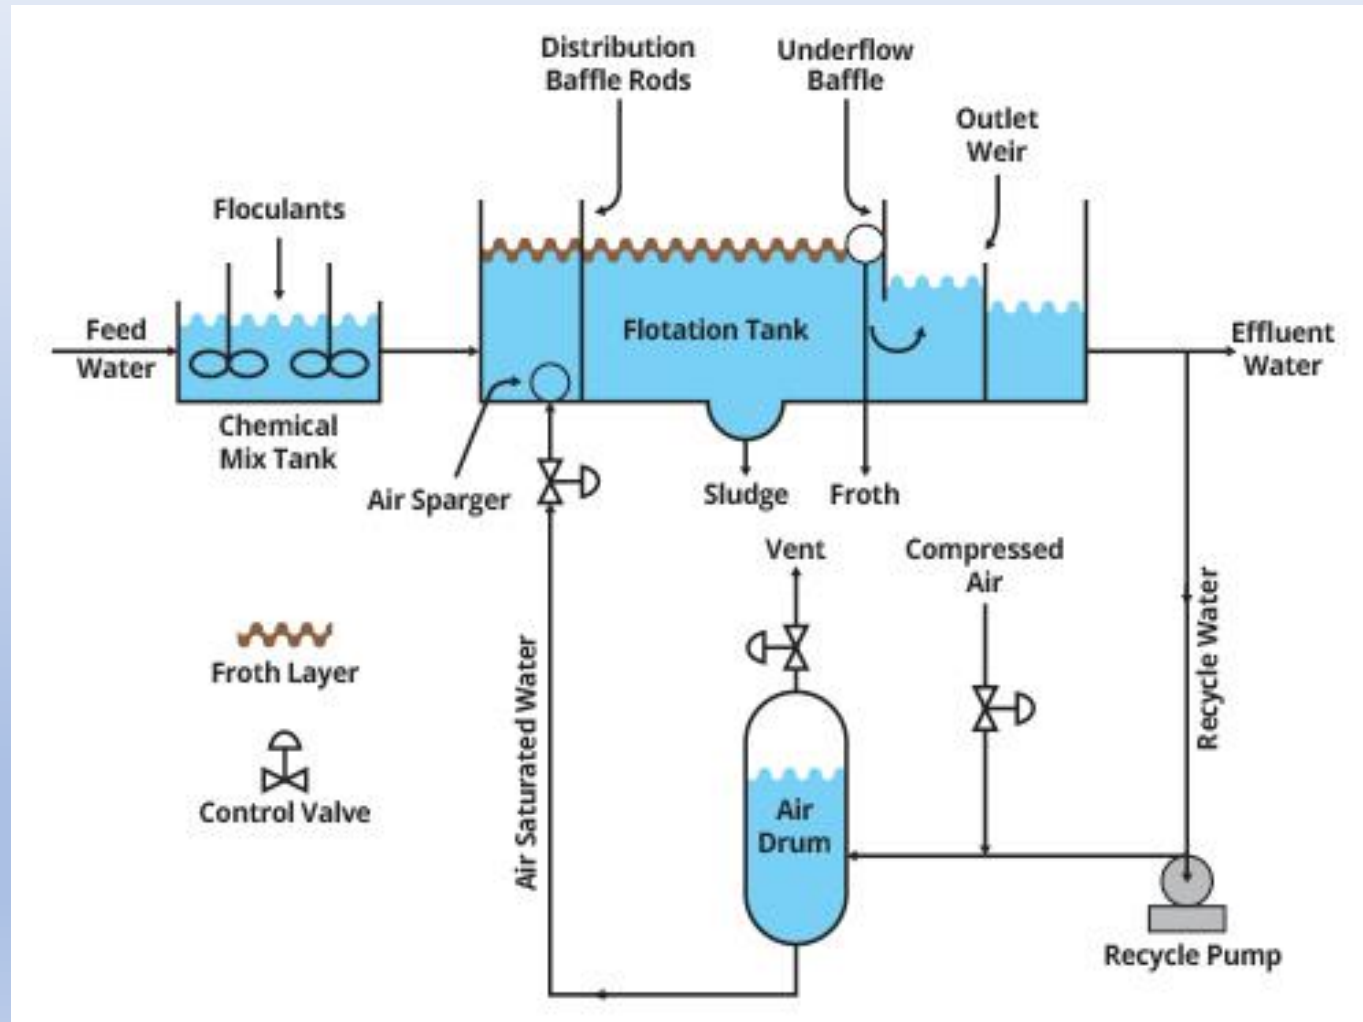 Distribution
Baffle Rods
Underflow
Baffle
Outlet
Weir
Floculants
Feed
Water
Flotation Tank
Effluent
Water
Chemical
Mix Tank
Air Sparger
Sludge
Froth
Vent
Compressed
Air
Recycle Water
Froth Layer
Air Saturated Water
Control Valve
Air
Drum
Recycle Pump